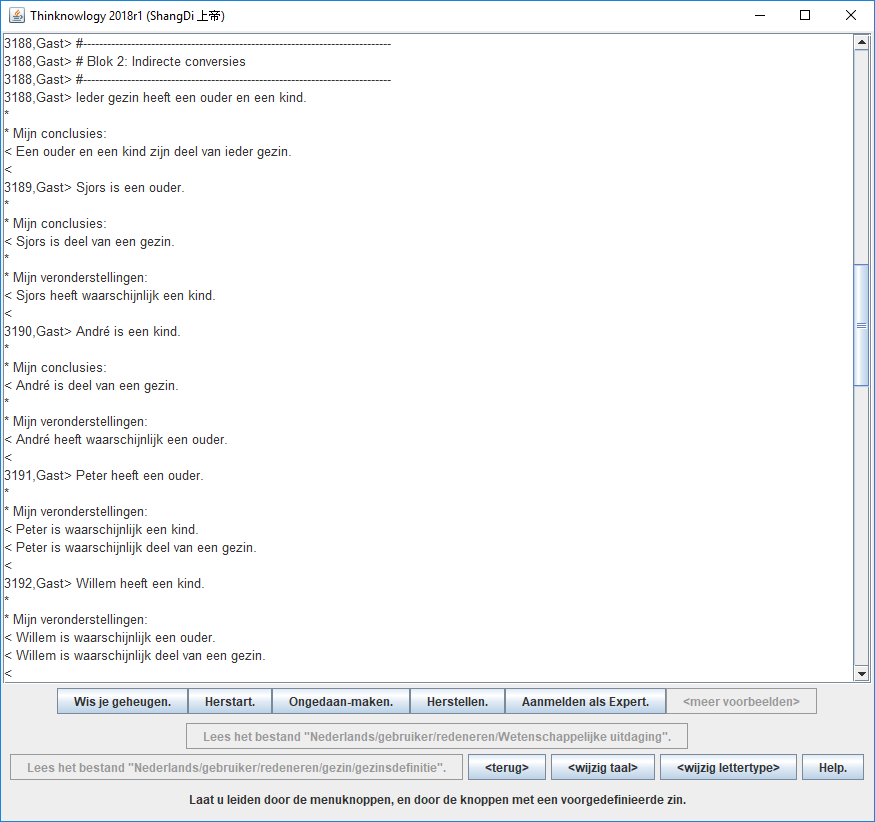 Thinknowlogy 2018r1 (ShangDi 上帝)
3188,Gast> #-----------------------------------------------------------------------------
3188,Gast> # Blok 2: Indirecte conversies
3188,Gast> #-----------------------------------------------------------------------------
3188,Gast> Ieder gezin heeft een ouder en een kind.
*
* Mijn conclusies:
< Een ouder en een kind zijn deel van ieder gezin.
<
3189,Gast> Sjors is een ouder.
*
* Mijn conclusies:
< Sjors is deel van een gezin.
*
* Mijn veronderstellingen:
< Sjors heeft waarschijnlijk een kind.
<
3190,Gast> André is een kind.
*
* Mijn conclusies:
< André is deel van een gezin.
*
* Mijn veronderstellingen:
< André heeft waarschijnlijk een ouder.
<
3191,Gast> Peter heeft een ouder.
*
* Mijn veronderstellingen:
< Peter is waarschijnlijk een kind.
< Peter is waarschijnlijk deel van een gezin.
<
3192,Gast> Willem heeft een kind.
*
* Mijn veronderstellingen:
< Willem is waarschijnlijk een ouder.
< Willem is waarschijnlijk deel van een gezin.
<
Wis je geheugen. Herstart. Ongedaan-maken. Herstellen. Aanmelden als Expert. <meer voorbeelden>
Lees het bestand "Nederlands/gebruiker/redeneren/Wetenschappelijke uitdaging".
Lees het bestand "Nederlands/gebruiker/redeneren/gezin/gezinsdefinitie". <terug> <wijzig taal> <wijzig lettertype> Help.
Laat u leiden door de menuknoppen, en door de knoppen met een voorgedefinieerde zin.